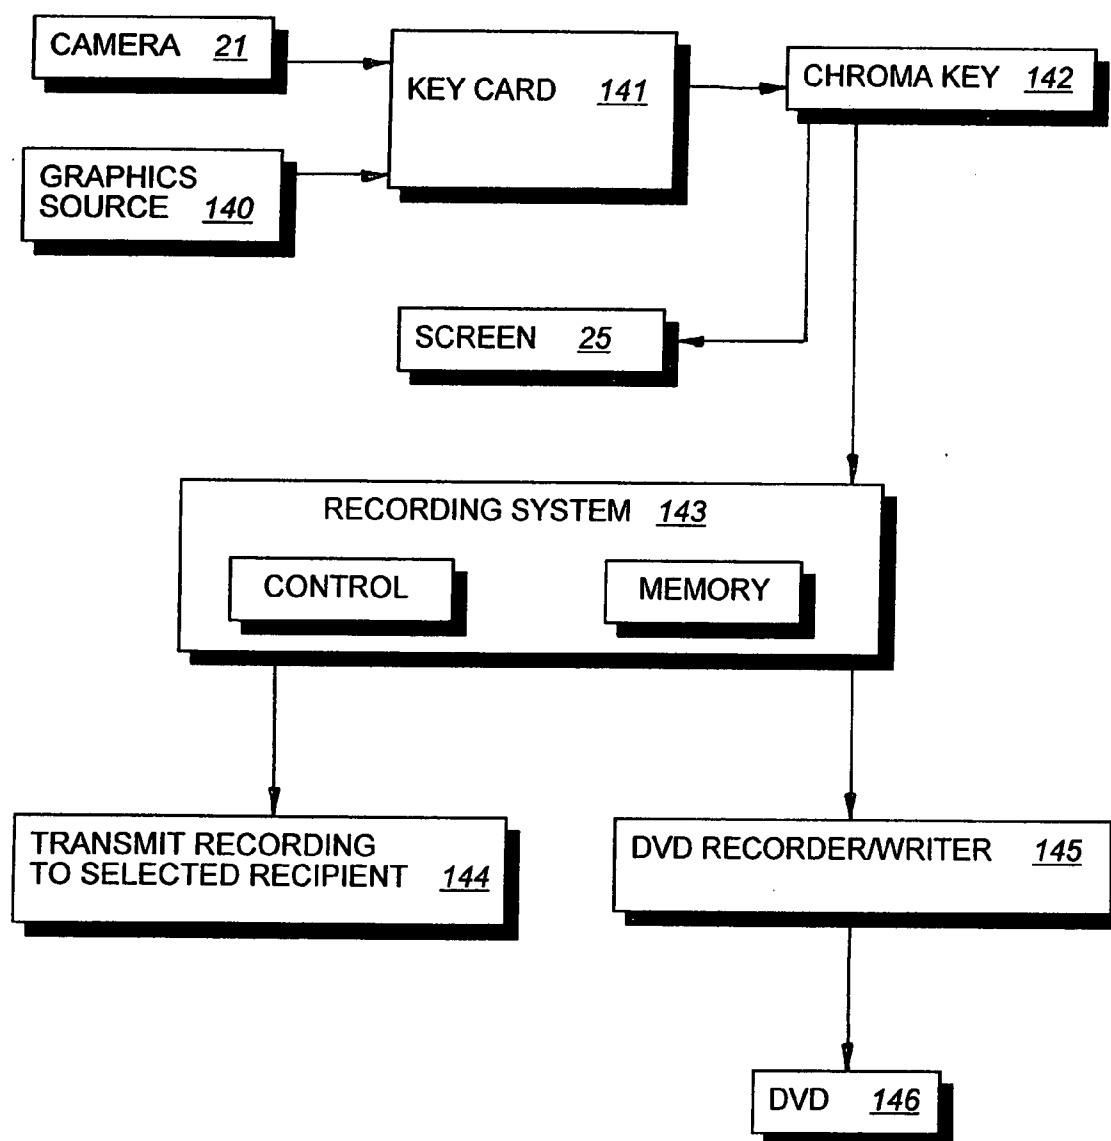 CAMERA 21
KEY CARD 141
CHROMA KEY 142
GRAPHICS
SOURCE 140
SCREEN 25
RECORDING SYSTEM 143
CONTROL
MEMORY
TRANSMIT RECORDING
TO SELECTED RECIPIENT 144
DVD RECORDER/WRITER 145
DVD 146